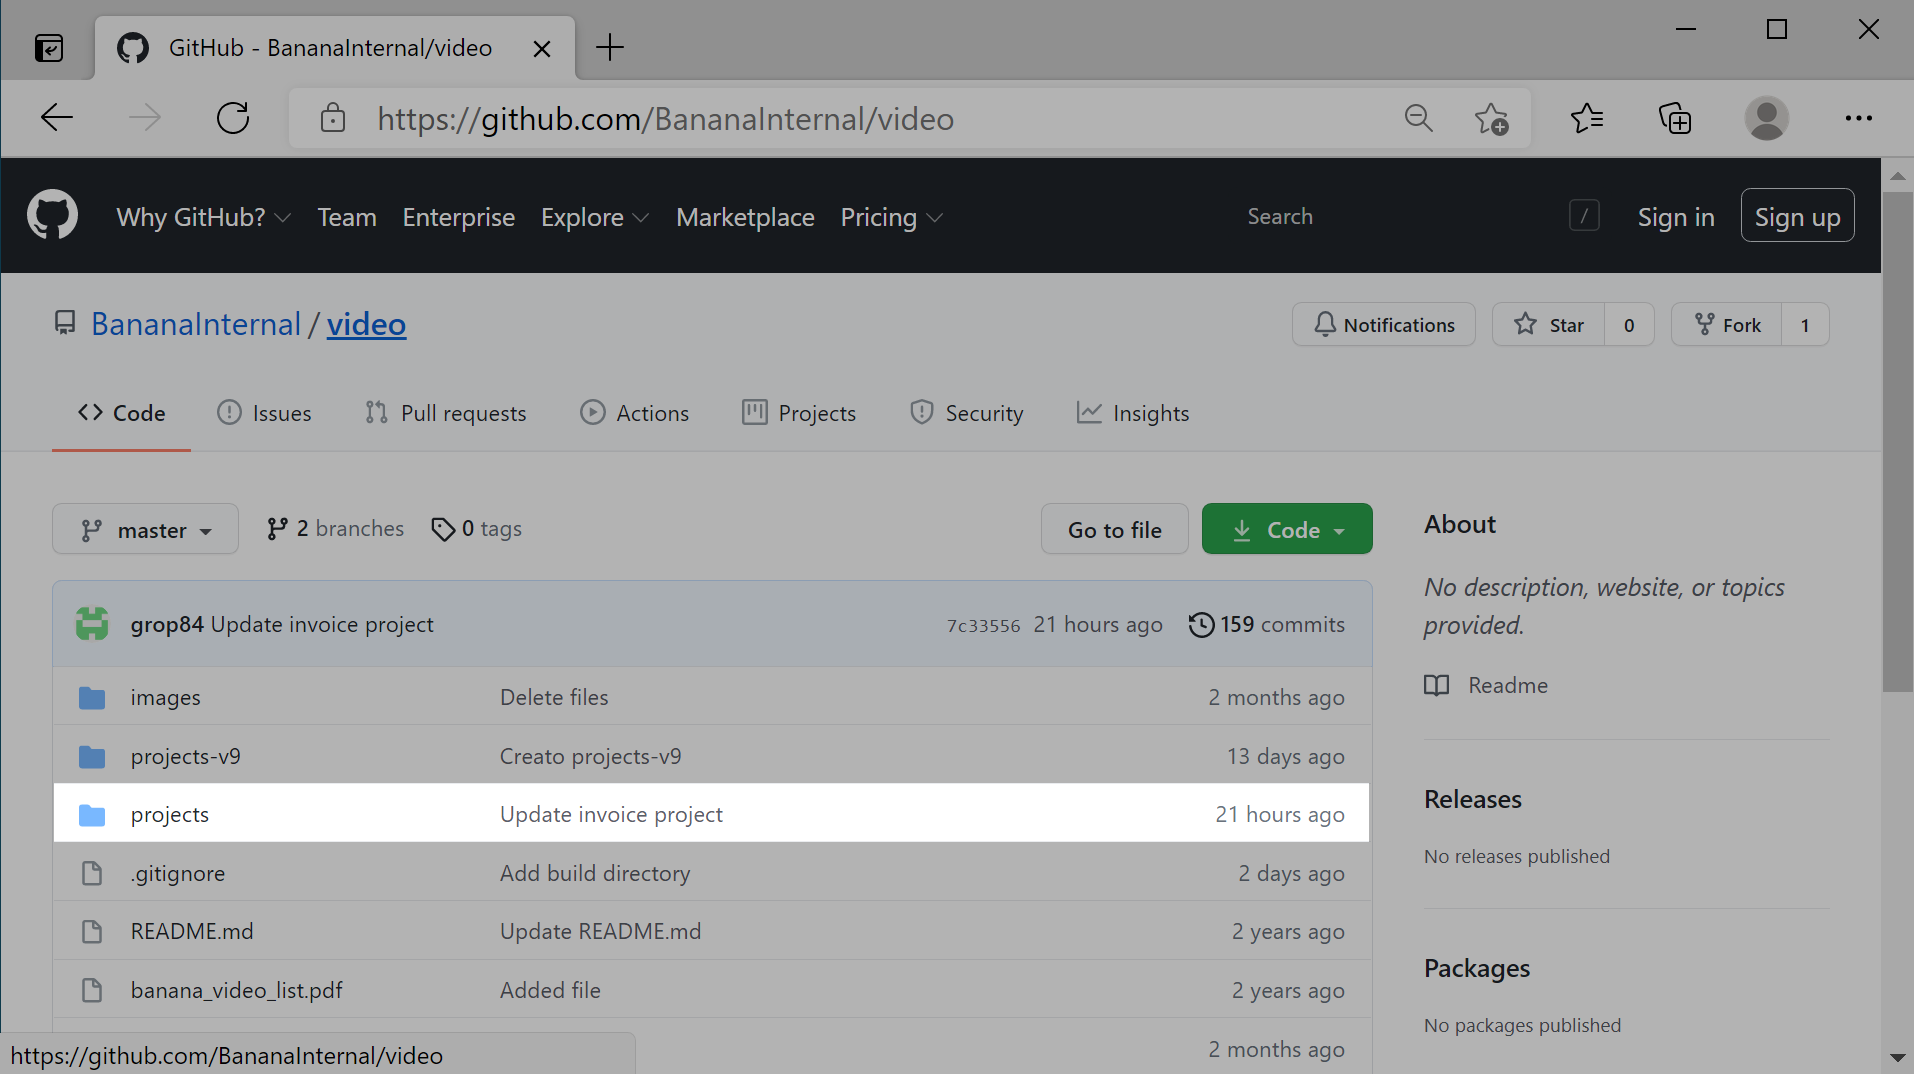 GitHub - BananaInternal/video
https://github.com/BananaInternal/video
Why GitHub? Team Enterprise Explore Marketplace Pricing Search / Sign in Sign up
BananaInternal / video
Notifications Star 0 Fork 1
Code Issues Pull requests Actions Projects Security Insights
master 2 branches 0 tags Go to file Code
grop84 Update invoice project 7c33556 21 hours ago 159 commits
images Delete files 2 months ago
projects-v9 Creato projects-v9 13 days ago
projects Update invoice project 21 hours ago
.gitignore Add build directory 2 days ago
README.md Update README.md 2 years ago
banana_video_list.pdf Added file 2 years ago
2 months ago
About
No description, website, or topics
provided.
Readme
Releases
No releases published
Packages
No packages published
https://github.com/BananaInternal/video